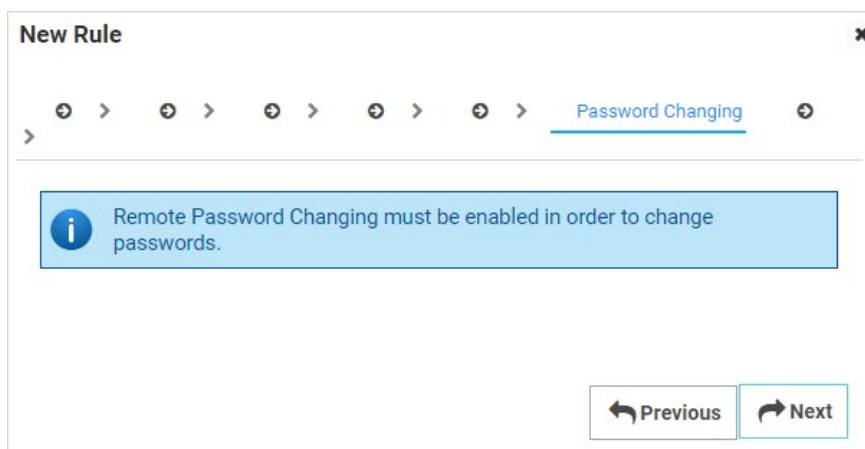 New Rule
Password Changing
Remote Password Changing must be enabled in order to change
passwords.
Previous
Next